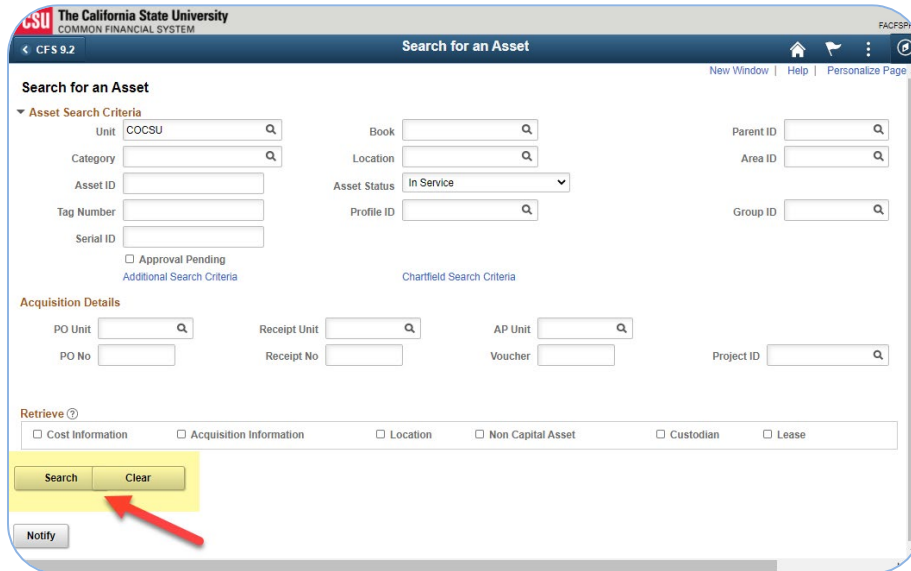 CSU The California State University
COMMON FINANCIAL SYSTEM
CFS 9.2 Search for an Asset
New Window | Help | Personalize Page
Search for an Asset
Asset Search Criteria
Unit COCSU Book Parent ID
Category Location Area ID
Asset ID Asset Status In Service
Tag Number Profile ID Group ID
Serial ID
Approval Pending
Additional Search Criteria Chartfield Search Criteria
Acquisition Details
PO Unit Receipt Unit AP Unit
PO No Receipt No Voucher Project ID
Retrieve ?
Cost Information Acquisition Information Location Non Capital Asset Custodian Lease
Search Clear
Notify